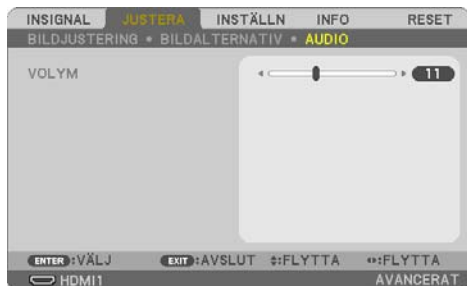 INSIGNAL JUSTERA INSTÄLLN INFO RESET
BILDJUSTERING • BILDALTERNATIV • AUDIO
VOLYM 11
ENTER :VÄLJ EXIT :AVSLUT :FLYTTA :FLYTTA
HDMI1 AVANCERAT